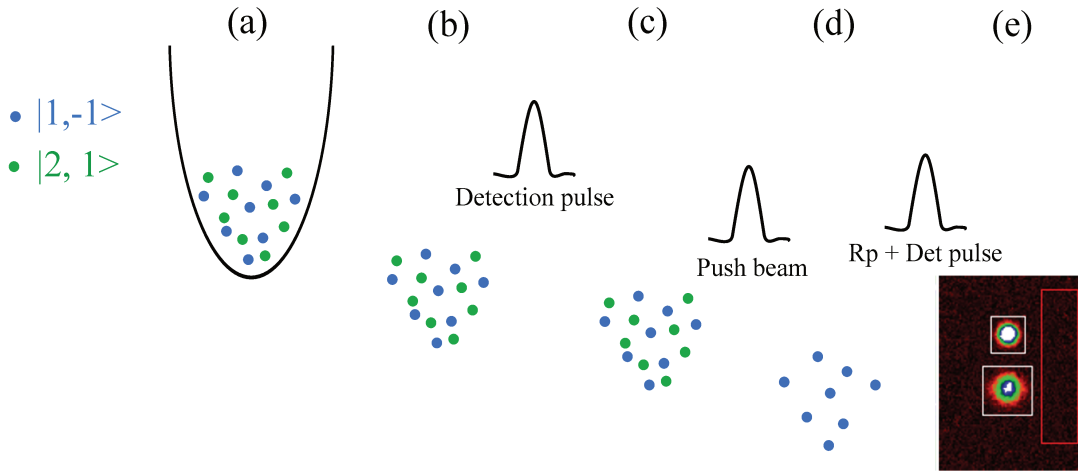 (a)
(b)
(c)
(d)
(e)
|1,-1>
|2, 1>
Detection pulse
Push beam
Rp + Det pulse